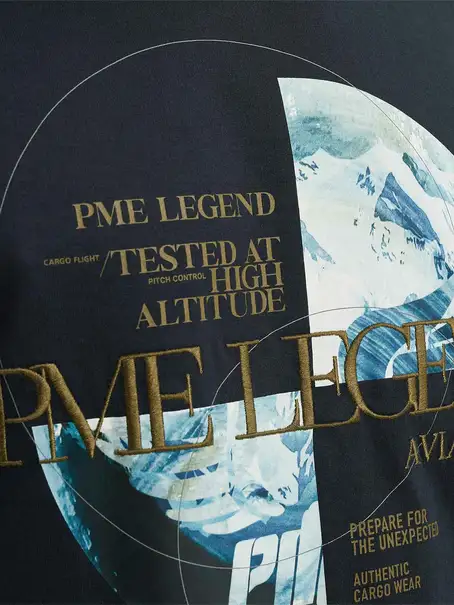 PME LEGEND
CARGO FLIGHT
/TESTED AT
PITCH CONTROL
HIGH
ALTITUDE
PME LEGE
AVIA
PM
PREPARE FOR
THE UNEXPECTED
AUTHENTIC
CARGO WEAR